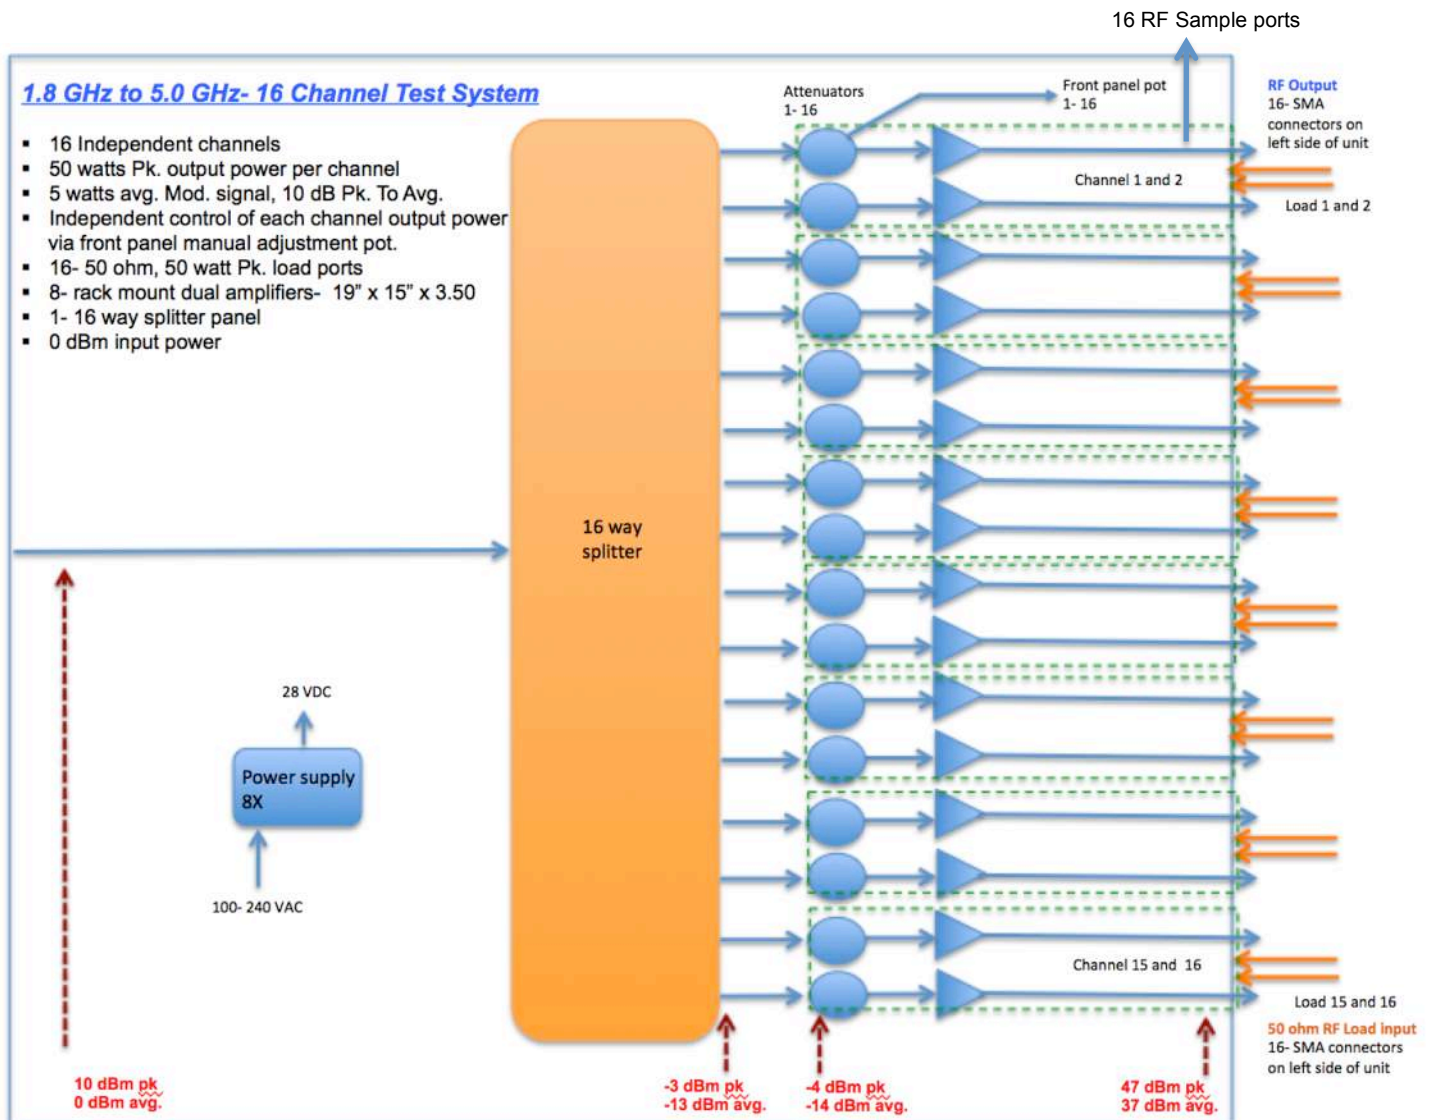 16 RF Sample ports
1.8 GHz to 5.0 GHz- 16 Channel Test System
▪ 16 Independent channels
▪ 50 watts Pk. output power per channel
▪ 5 watts avg. Mod. signal, 10 dB Pk. To Avg.
▪ Independent control of each channel output power
via front panel manual adjustment pot.
▪ 16- 50 ohm, 50 watt Pk. load ports
▪ 8- rack mount dual amplifiers- 19” x 15” x 3.50
▪ 1- 16 way splitter panel
▪ 0 dBm input power
Attenuators
1- 16
Front panel pot
1- 16
RF Output
16- SMA
connectors on
left side of unit
Channel 1 and 2
Load 1 and 2
16 way
splitter
28 VDC
Power supply
8X
100- 240 VAC
Channel 15 and 16
Load 15 and 16
50 ohm RF Load input
16- SMA connectors
on left side of unit
10 dBm pk
0 dBm avg.
-3 dBm pk
-13 dBm avg.
-4 dBm pk
-14 dBm avg.
47 dBm pk
37 dBm avg.